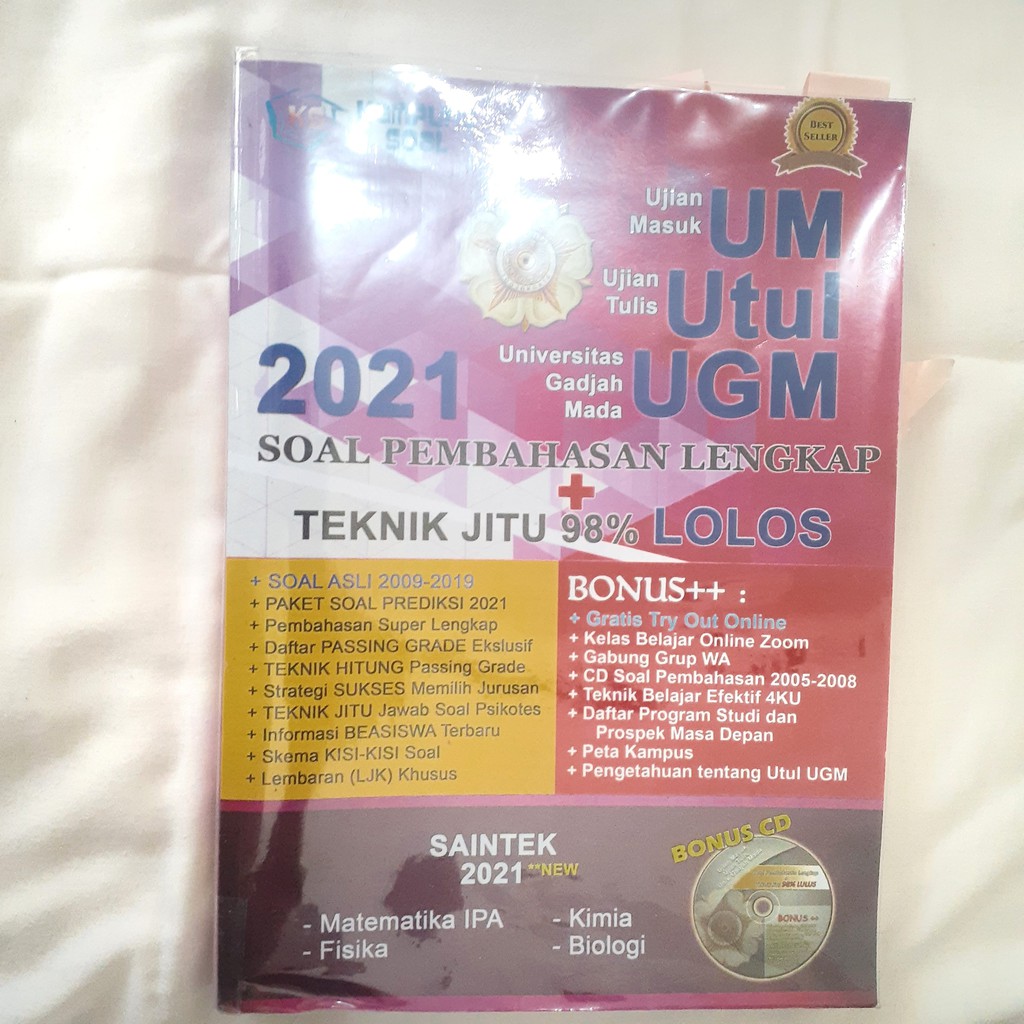 BEST
SELLER
Ujian
Masuk
UM
Ujian
Tulis
Utul
Universitas
Gadjah
Mada
UGM
2021
SOAL PEMBAHASAN LENGKAP
+
TEKNIK JITU 98% LOLOS
+ SOAL ASLI 2009-2019
+ PAKET SOAL PREDIKSI 2021
+ Pembahasan Super Lengkap
+ Daftar PASSING GRADE Ekslusif
+ TEKNIK HITUNG Passing Grade
+ Strategi SUKSES Memilih Jurusan
+ TEKNIK JITU Jawab Soal Psikotes
+ Informasi BEASISWA Terbaru
+ Skema KISI-KISI Soal
+ Lembaran (LJK) Khusus
BONUS++ :
+ Gratis Try Out Online
+ Kelas Belajar Online Zoom
+ Gabung Grup WA
+ CD Soal Pembahasan 2005-2008
+ Teknik Belajar Efektif 4KU
+ Daftar Program Studi dan
Prospek Masa Depan
+ Peta Kampus
+ Pengetahuan tentang Utul UGM
SAINTEK
2021 **NEW
- Matematika IPA
- Fisika
- Kimia
- Biologi
BONUS CD
BONUS ++